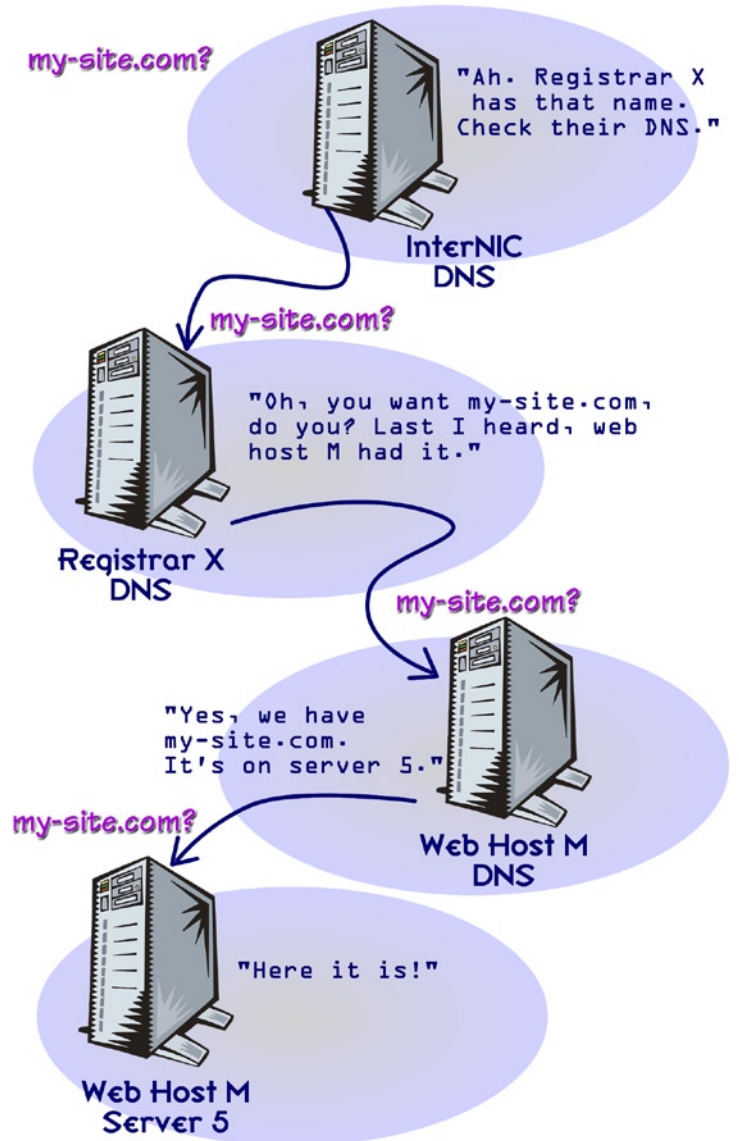 my-site.com?
"Ah. Registrar X
has that name.
Check their DNS."
InterNIC
DNS
my-site.com?
"Oh, you want my-site.com,
do you? Last I heard, web
host M had it."
Registrar X
DNS
my-site.com?
"Yes, we have
my-site.com.
It's on server 5."
Web Host M
DNS
my-site.com?
"Here it is!"
Web Host M
Server 5